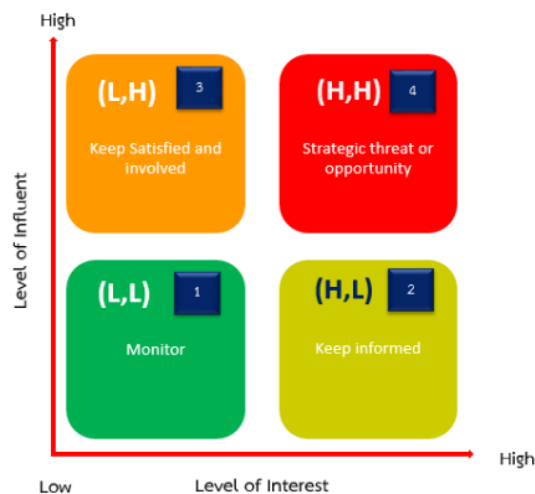 High
(L,H) 3
Keep Satisfied and
involved
(H,H) 4
Strategic threat or
opportunity
Level of Influent
(L,L) 1
Monitor
(H,L) 2
Keep informed
High
Low
Level of Interest